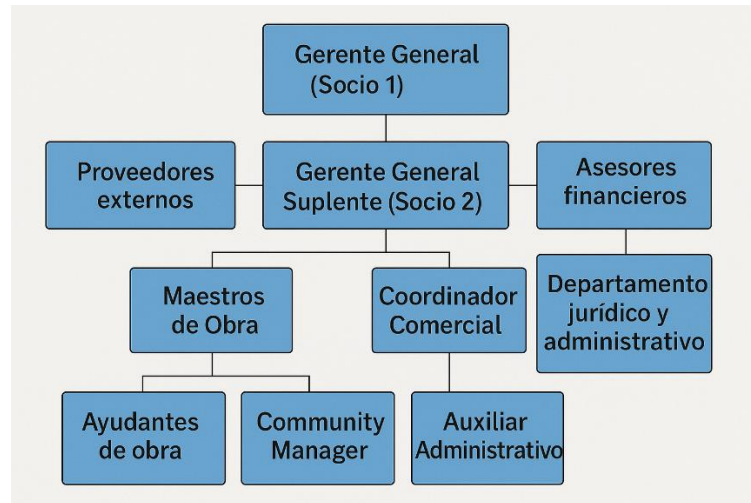 Gerente General
(Socio 1)
Proveedores
externos
Gerente General
Suplente (Socio 2)
Asesores
financieros
Maestros
de Obra
Coordinador
Comercial
Departamento
jurídico y
administrativo
Ayudantes
de obra
Community
Manager
Auxiliar
Administrativo